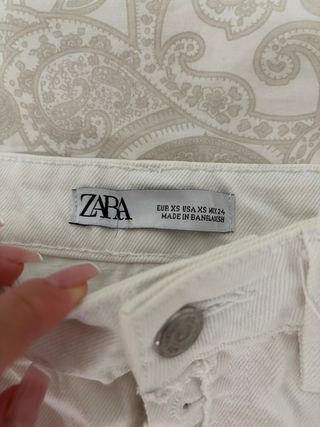 ZARA
EUR XS USA XS MEX 24
MADE IN BANGLADESH